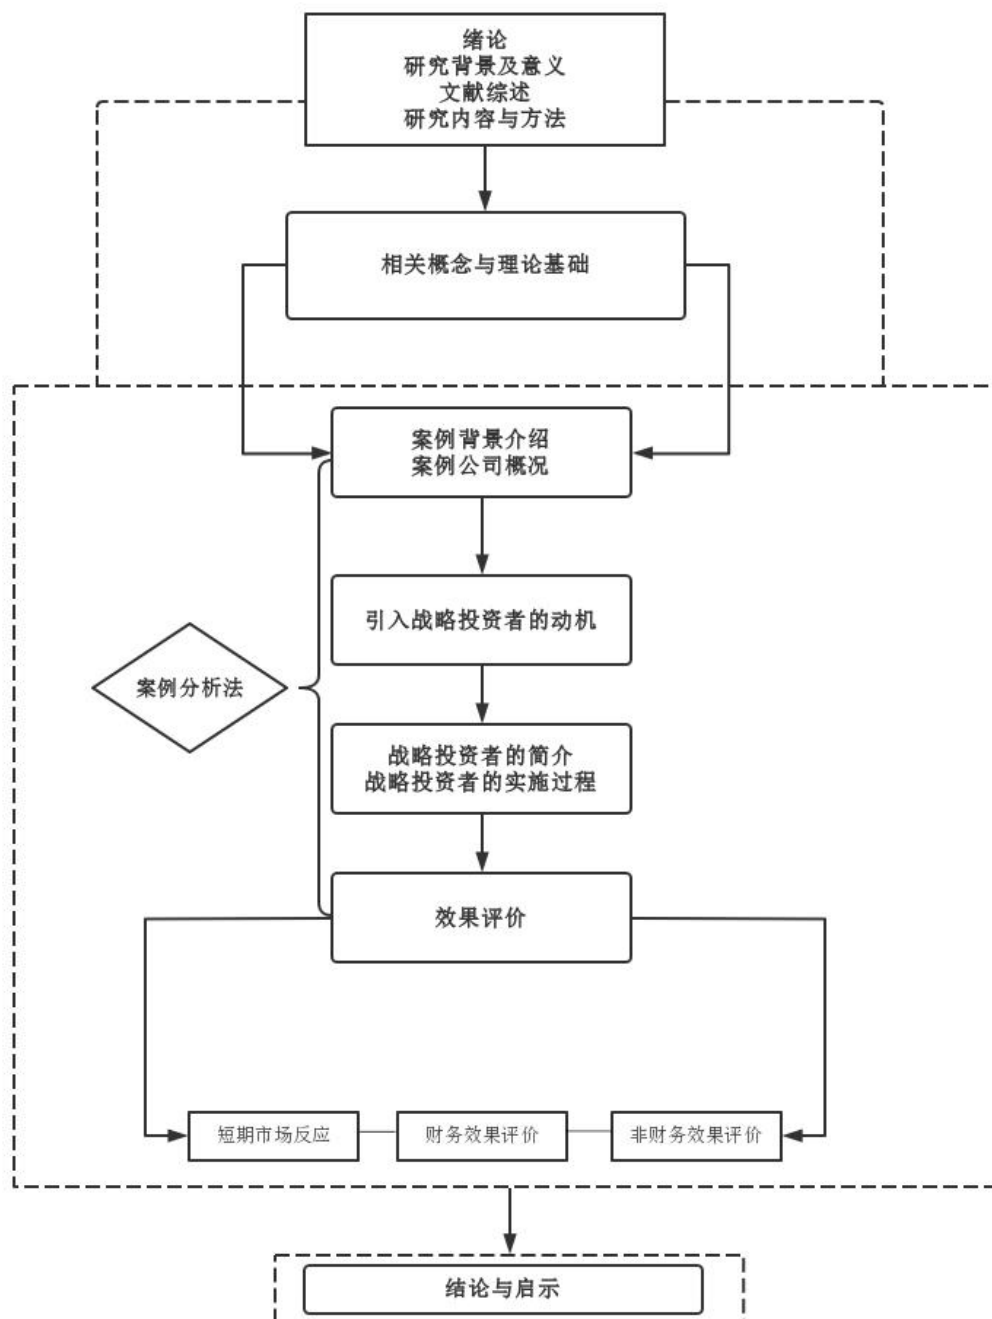 绪论
研究背景及意义
文献综述
研究内容与方法
相关概念与理论基础
案例背景介绍
案例公司概况
引入战略投资者的动机
案例分析法
战略投资者的简介
战略投资者的实施过程
效果评价
短期市场反应
财务效果评价
非财务效果评价
结论与启示